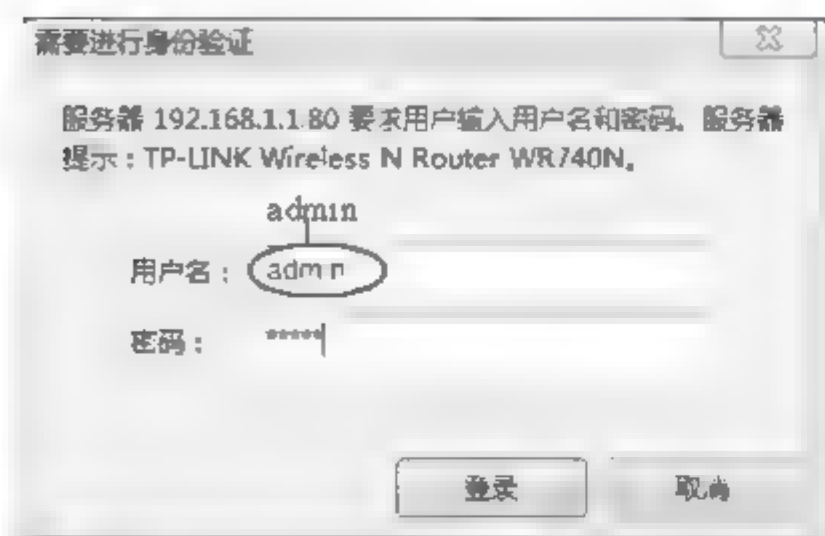 需要进行身份验证
服务器 192.168.1.1:80 要求用户输入用户名和密码。服务器
提示:TP-LINK Wireless N Router WR740N。
admin
用户名: admin
密码: *****
登录 取消